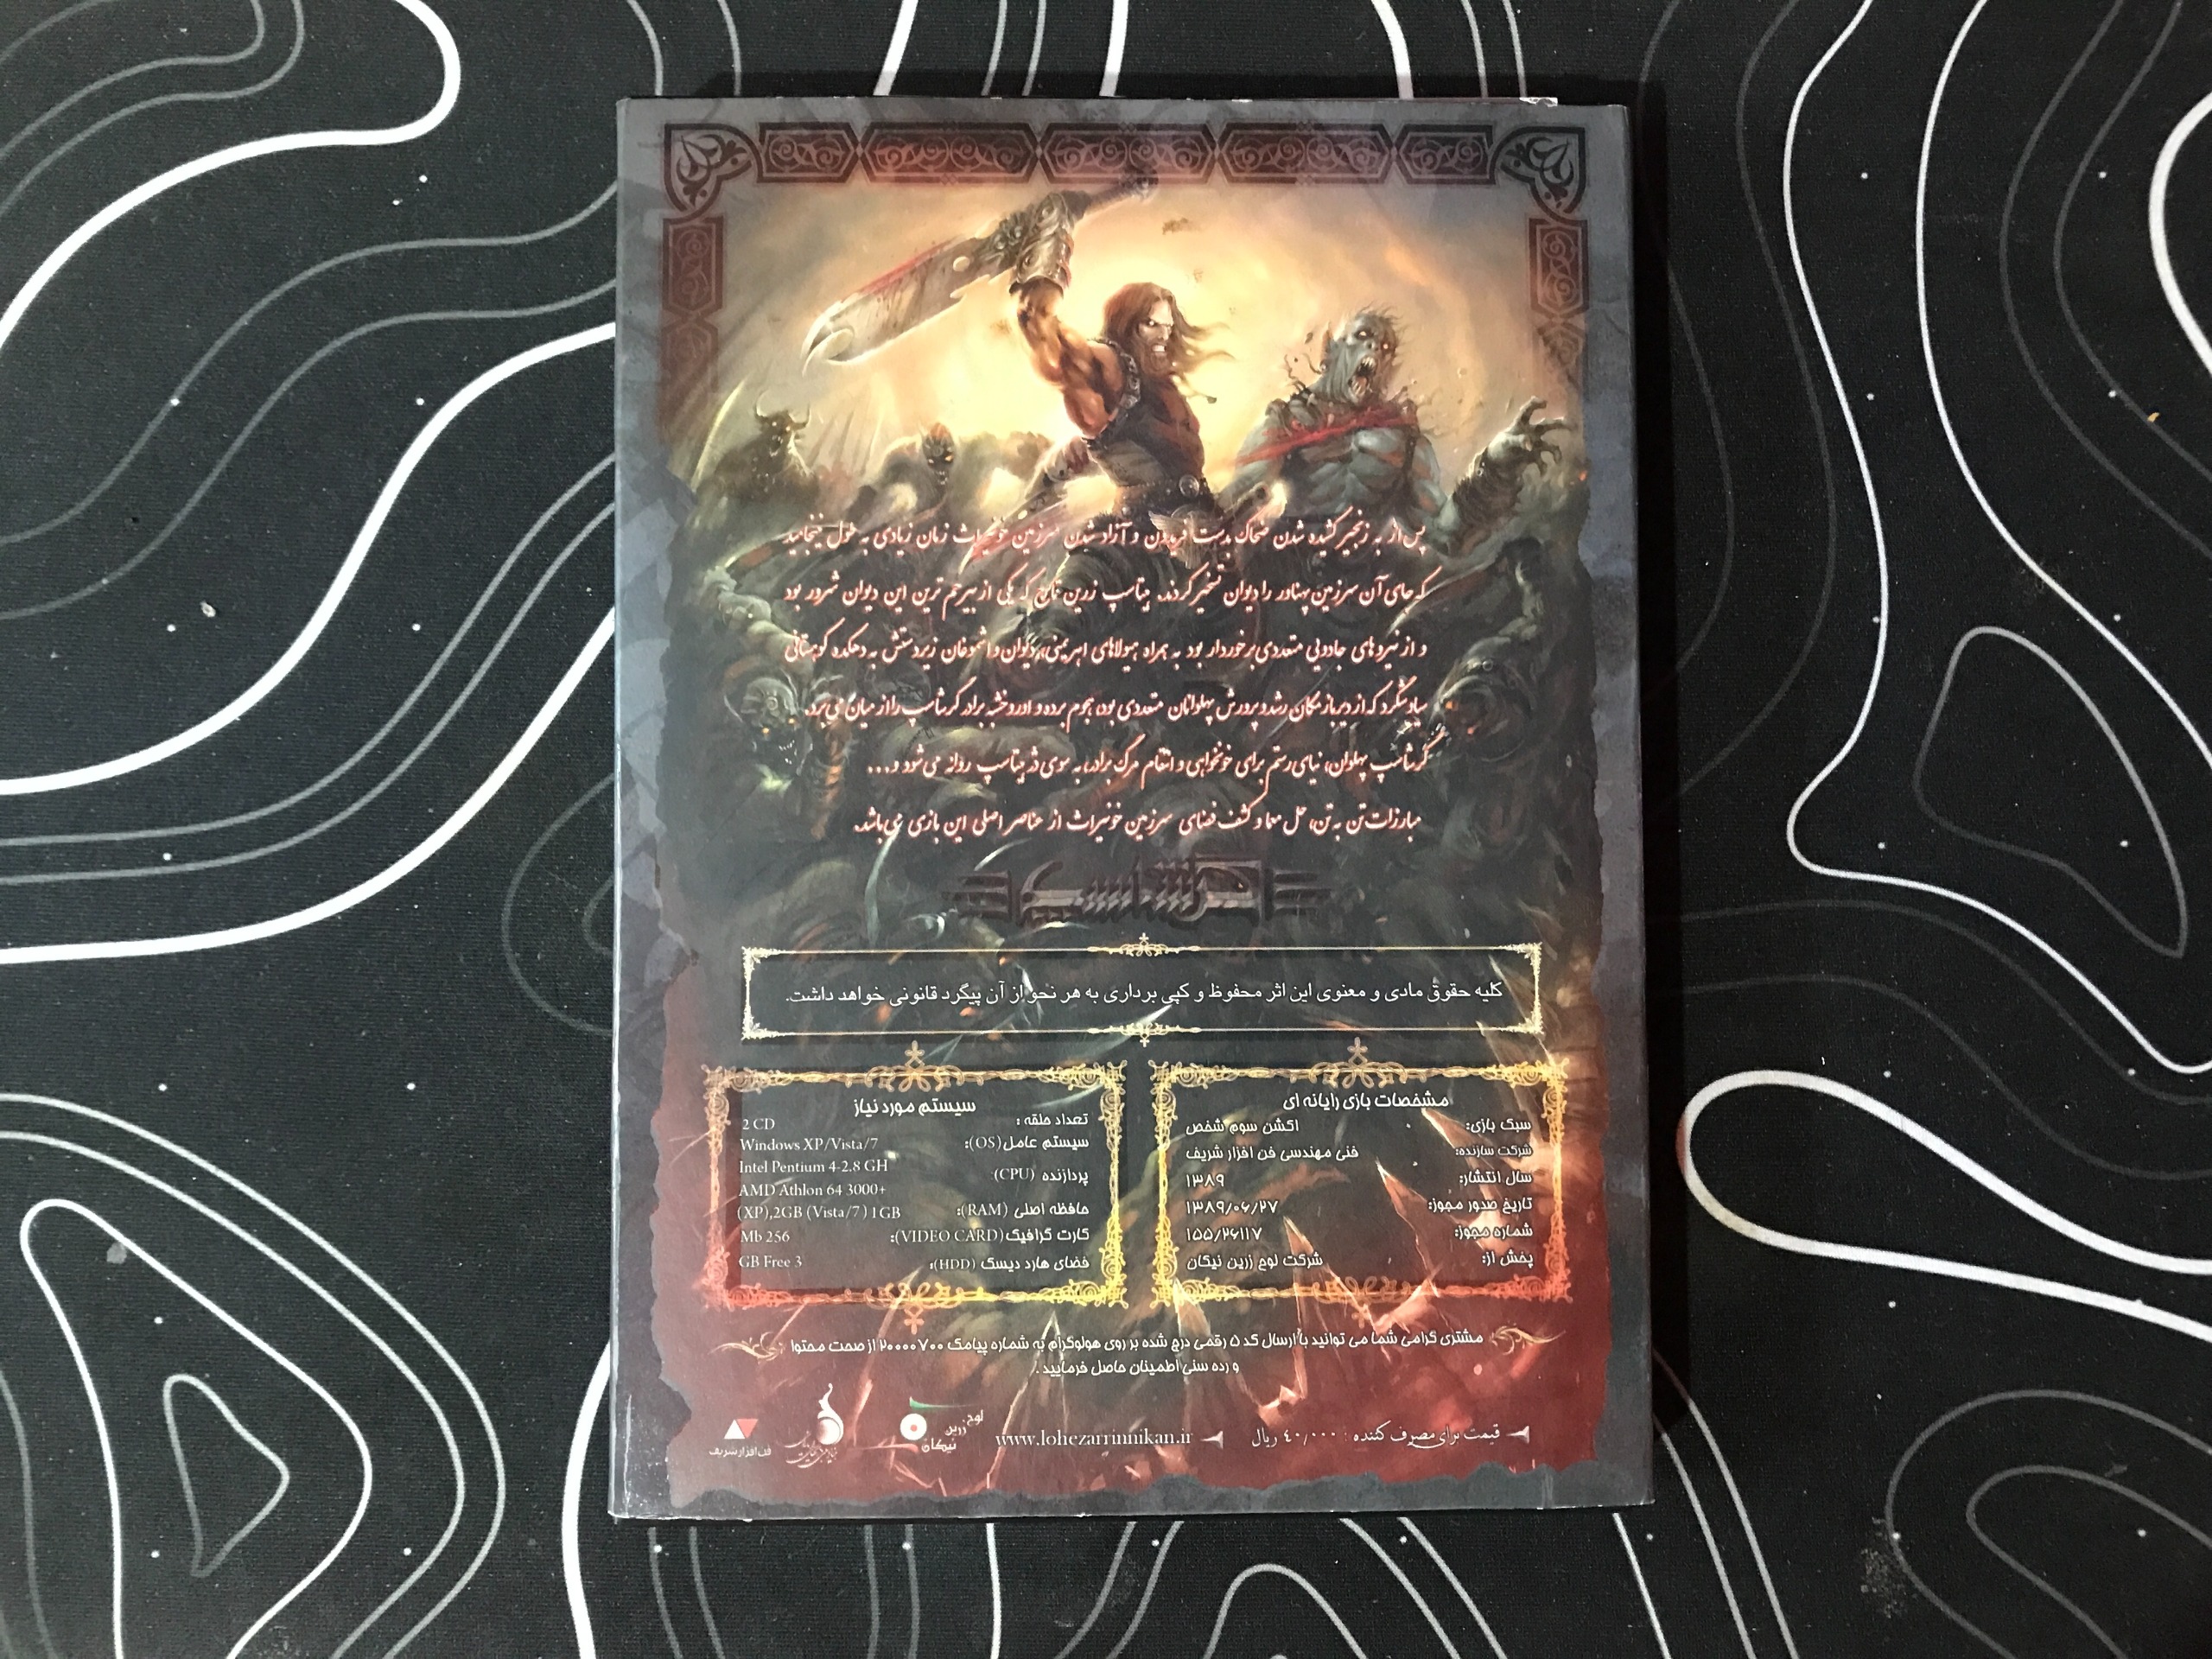 پس از به زنجیر کشیده شدن ضحاک بدست فریدون و آزاد شدن سرزمین خونیراث زمان زیادی به طول نینجامید
که جای آن سرزمین پهناور را دیوان تسخیر کردند. هیتاسپ زرین تاج که یکی از بیرحم ترین این دیوان شرور بود
و از نیروهای جادویی متعددی برخوردار بود به همراه هیولاهای اهریمنی، دیوان و اشموغان زیردستش به دهکده کوهستانی
سیادشگرد که از دیرباز مکان رشد و پرورش پهلوانان متعددی بود، هجوم برده و اوروخشیه برادر گرشاسپ را از میان می برد.
گرشاسپ پهلوان، نیای رستم برای خونخواهی و انتقام مرگ برادر، به سوی دژ هیتاسپ روانه می شود و...
مبارزات تن به تن، حل معما و کشف فضای سرزمین خونیراث از عناصر اصلی این بازی می باشد.
گرشاسپ
کلیه حقوق مادی و معنوی این اثر محفوظ و کپی برداری به هر نحو از آن پیگرد قانونی خواهد داشت.
مشخصات بازی رایانه ای
سبک بازی: اکشن سوم شخص
شرکت سازنده: فنی مهندسی فن افزار شریف
سال انتشار: ۱۳۸۹
تاریخ صدور مجوز: ۱۳۸۹/۰۶/۲۷
شماره مجوز: ۱۵۵/۲۶۱۱۷
پخش از: شرکت لوح زرین نیکان
سیستم مورد نیاز
تعداد حلقه : 2 CD
سیستم عامل(OS): Windows XP/Vista/7
پردازنده (CPU) Intel Pentium 4-2.8 GH
AMD Athlon 64 3000+
حافظه اصلی (RAM): (XP),2GB (Vista/7 ) 1GB
کارت گرافیک(VIDEO CARD): Mb 256
فضای هارد دیسک (HDD): GB Free 3
مشتری گرامی شما می توانید با ارسال کد ۵ رقمی درج شده بر روی هولوگرام به شماره پیامک ۲۰۰۰۰۷۰۰ از صحت محتوا
و رده سنی اطمینان حاصل فرمایید .
قیمت برای مصرف کننده : ۴۰/۰۰۰ ریال
www.lohezarrinnikan.ir
لوح زرین نیکان
فن افزار شریف